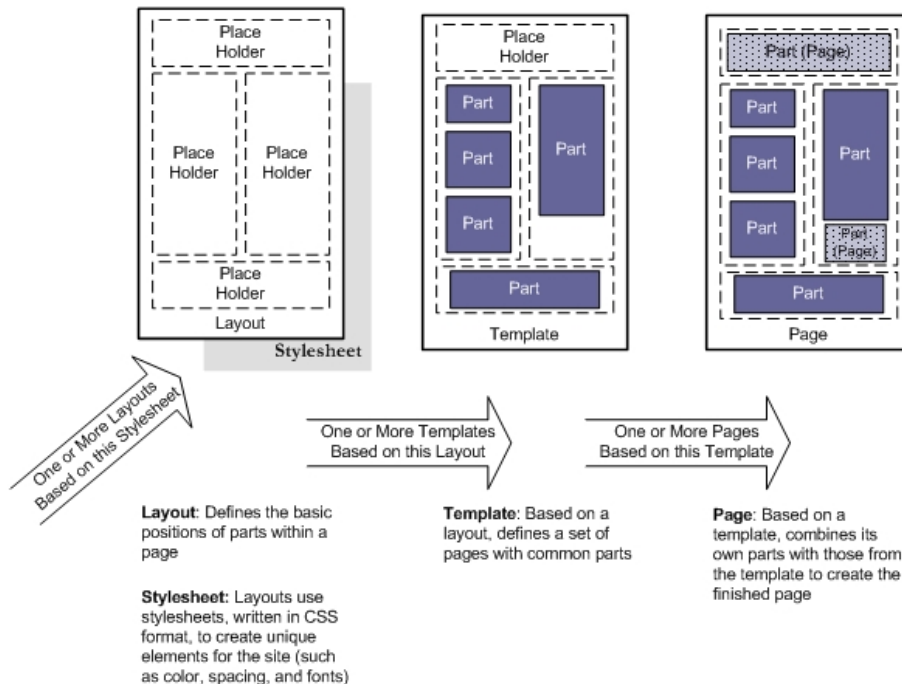 Place
Holder
Place
Holder
Place
Holder
Place
Holder
Layout
Stylesheet
Place
Holder
Part
Part
Part
Part
Part
Template
Part (Page)
Part
Part
Part
Part
Part
(Page)
Part
Page
One or More Layouts
Based on this Stylesheet
One or More Templates
Based on this Layout
One or More Pages
Based on this Template
Layout: Defines the basic
positions of parts within a
page
Stylesheet: Layouts use
stylesheets, written in CSS
format, to create unique
elements for the site (such
as color, spacing, and fonts)
Template: Based on a
layout, defines a set of
pages with common parts
Page: Based on a
template, combines its
own parts with those from
the template to create the
finished page